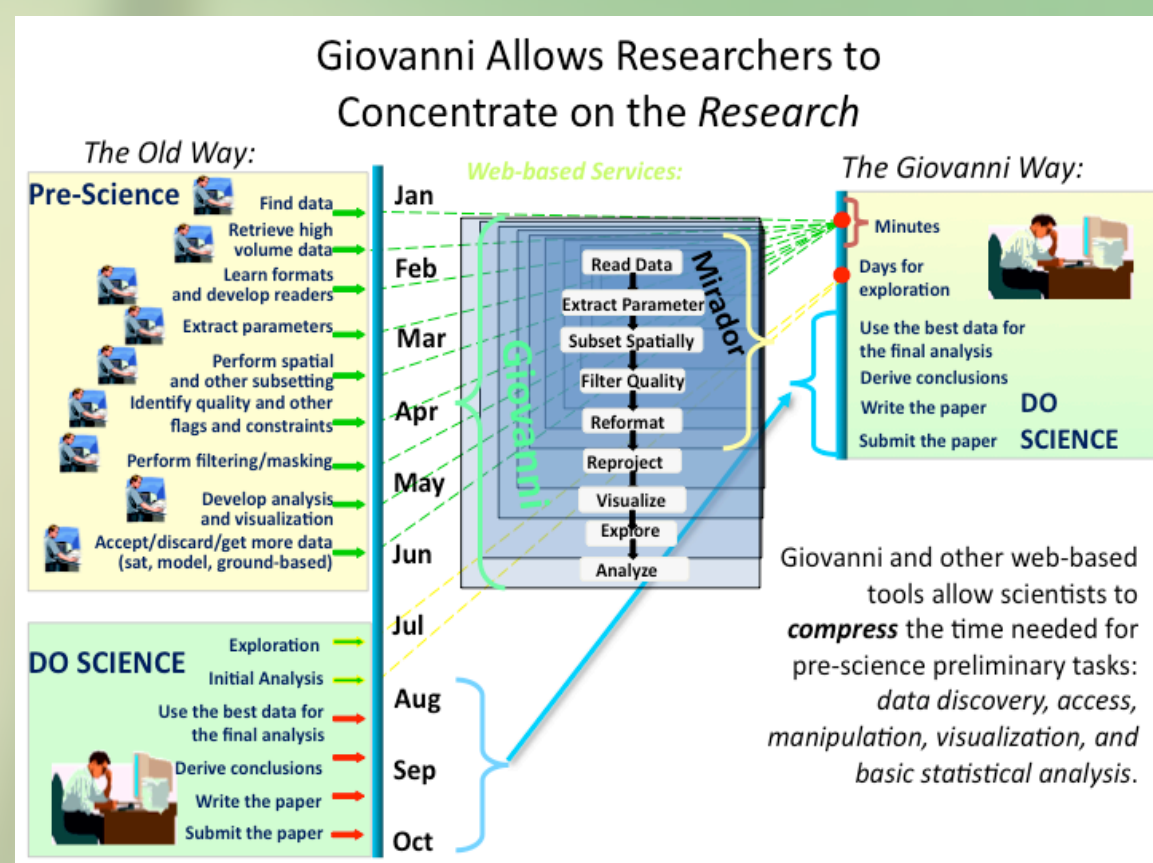 Giovanni Allows Researchers to
Concentrate on the Research
The Old Way:
Pre-Science
Find data
Retrieve high
volume data
Learn formats
and develop readers
Extract parameters
Perform spatial
and other subsetting
Identify quality and other
flags and constraints
Perform filtering/masking
Develop analysis
and visualization
Accept/discard/get more data
(sat, model, ground-based)
DO SCIENCE
Exploration
Initial Analysis
Use the best data for
the final analysis
Derive conclusions
Write the paper
Submit the paper
Jan
Feb
Mar
Apr
May
Jun
Jul
Aug
Sep
Oct
Web-based Services:
Giovanni
Mirador
Read Data
Extract Parameter
Subset Spatially
Filter Quality
Reformat
Reproject
Visualize
Explore
Analyze
The Giovanni Way:
Minutes
Days for
exploration
Use the best data for
the final analysis
Derive conclusions
Write the paper
Submit the paper
DO
SCIENCE
Giovanni and other web-based
tools allow scientists to
compress the time needed for
pre-science preliminary tasks:
data discovery, access,
manipulation, visualization, and
basic statistical analysis.